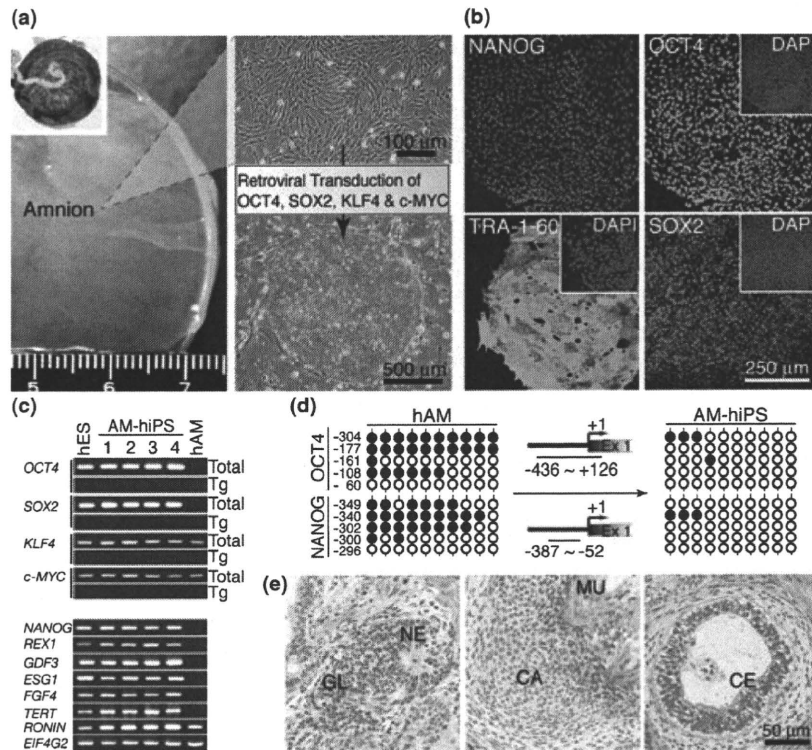 (a)
Amnion
5 6 7
100 µm
Retroviral Transduction of
OCT4, SOX2, KLF4 & c-MYC
500 µm
(b)
NANOG
OCT4
DAP
TRA-1-60
DAPI
SOX2
DAP
250 µm
(c)
hES
AM-hiPS
hAM
1 2 3 4
OCT4 Total
Tg
SOX2 Total
Tg
KLF4 Total
Tg
c-MYC Total
Tg
NANOG
REX1
GDF3
ESG1
FGF4
TERT
RONIN
EIF4G2
(d)
hAM
AM-hiPS
OCT4
-304
-177
-161
-108
- 60
+1
EX 1
-436 ~ +126
NANOG
-349
-340
-302
-300
-296
+1
EX 1
-387 ~ -52
(e)
NE
GL
MU
CA
CE
50 µm